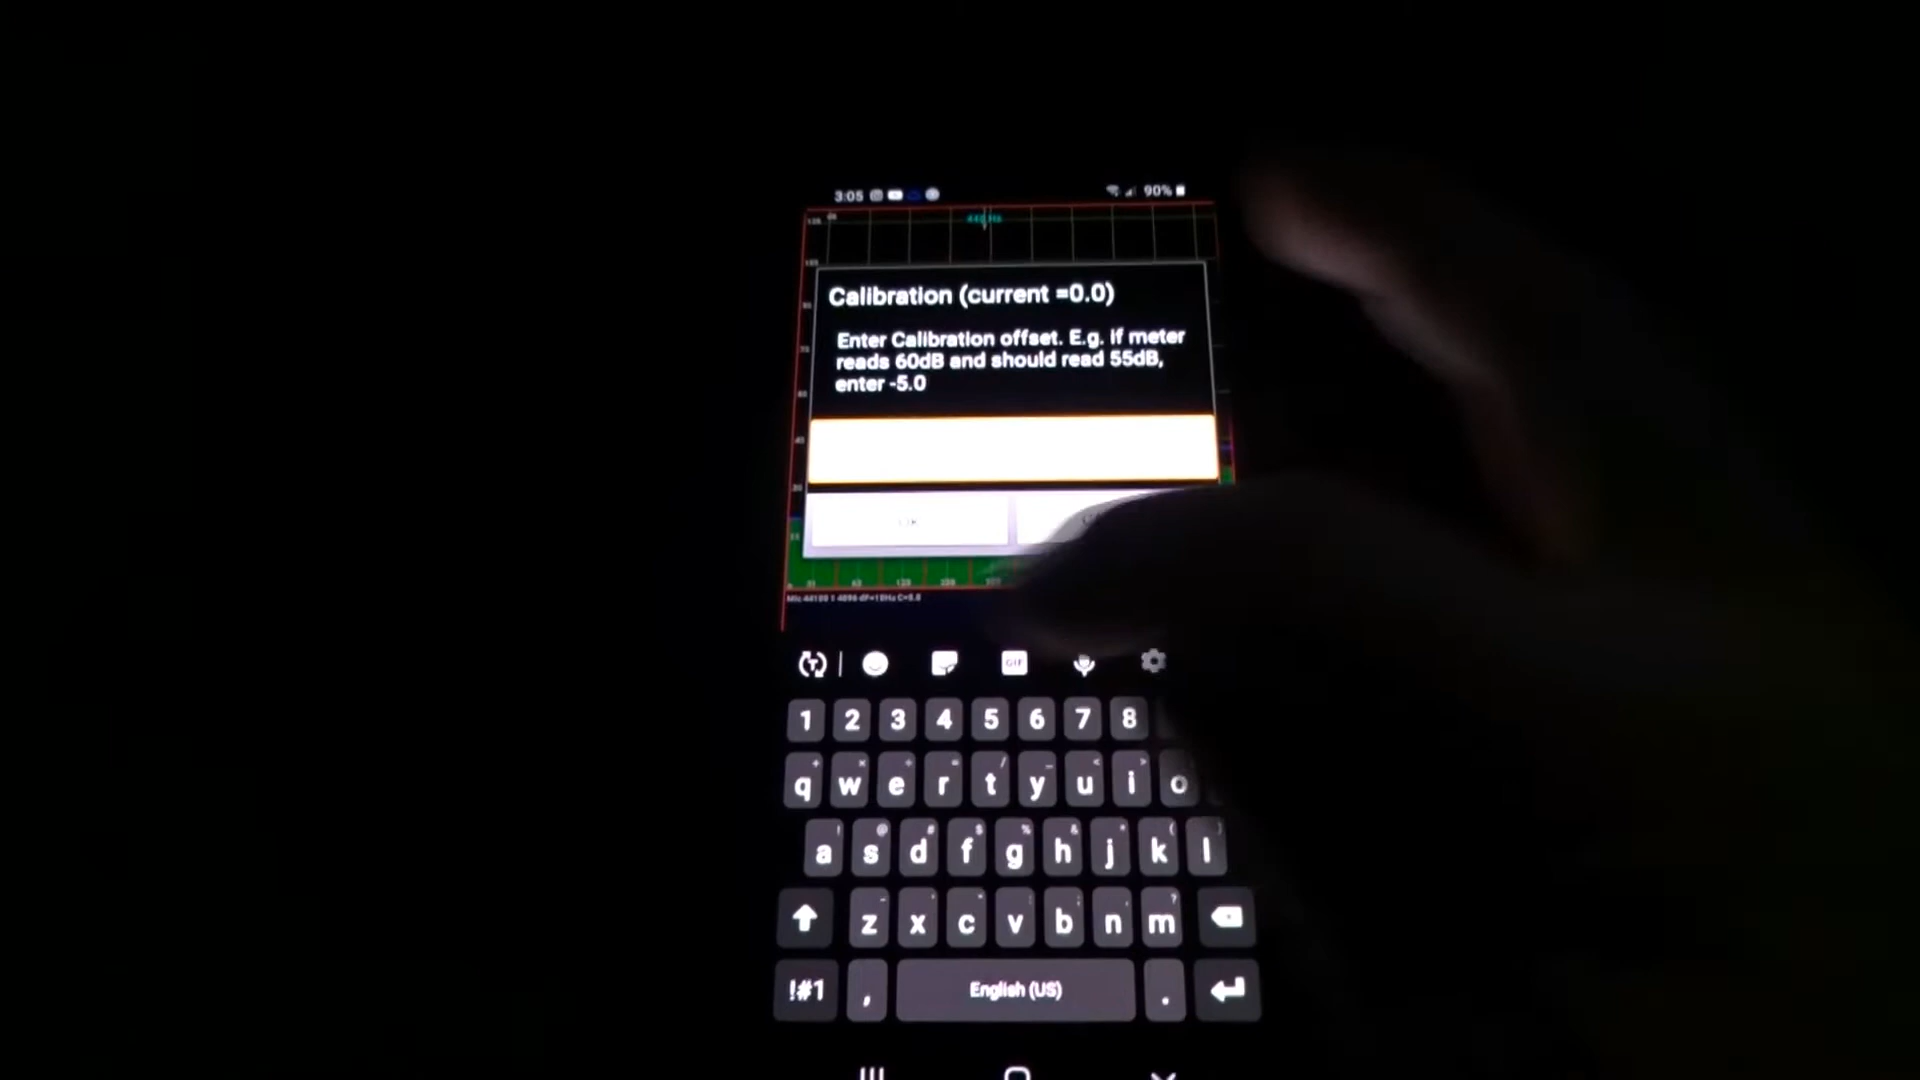 3:05 90%
Calibration (current =0.0)
Enter Calibration offset. E.g. if meter
reads 60dB and should read 55dB,
enter -5.0
GIF
1 2 3 4 5 6 7 8
q w e r t y u i o
a s d f g h j k l
z x c v b n m
!#1 , English (US) .